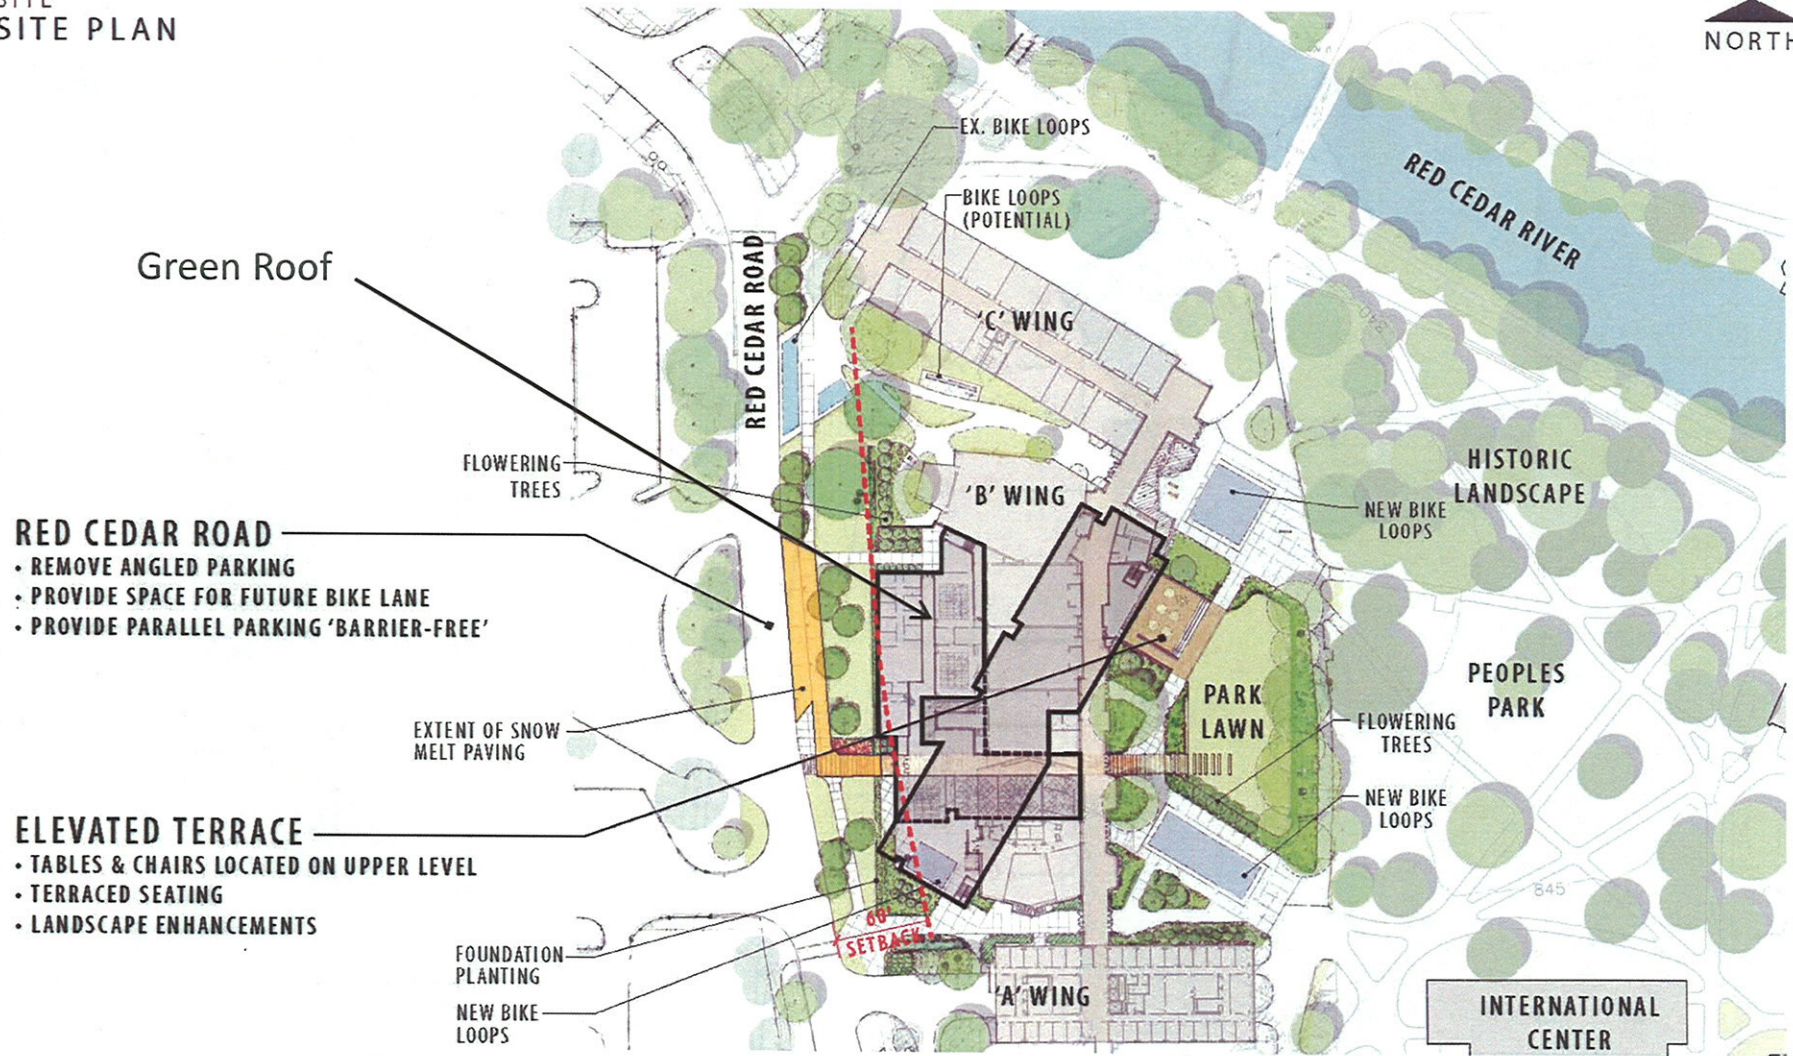 SITE
SITE PLAN
NORTH
EX. BIKE LOOPS
BIKE LOOPS
(POTENTIAL)
RED CEDAR RIVER
Green Roof
RED CEDAR ROAD
'C' WING
FLOWERING
TREES
'B' WING
HISTORIC
LANDSCAPE
NEW BIKE
LOOPS
RED CEDAR ROAD
• REMOVE ANGLED PARKING
• PROVIDE SPACE FOR FUTURE BIKE LANE
• PROVIDE PARALLEL PARKING 'BARRIER-FREE'
PEOPLES
PARK
PARK
LAWN
EXTENT OF SNOW
MELT PAVING
FLOWERING
TREES
NEW BIKE
LOOPS
ELEVATED TERRACE
• TABLES & CHAIRS LOCATED ON UPPER LEVEL
• TERRACED SEATING
• LANDSCAPE ENHANCEMENTS
845
60'
SETBACK
FOUNDATION
PLANTING
NEW BIKE
LOOPS
'A' WING
INTERNATIONAL
CENTER